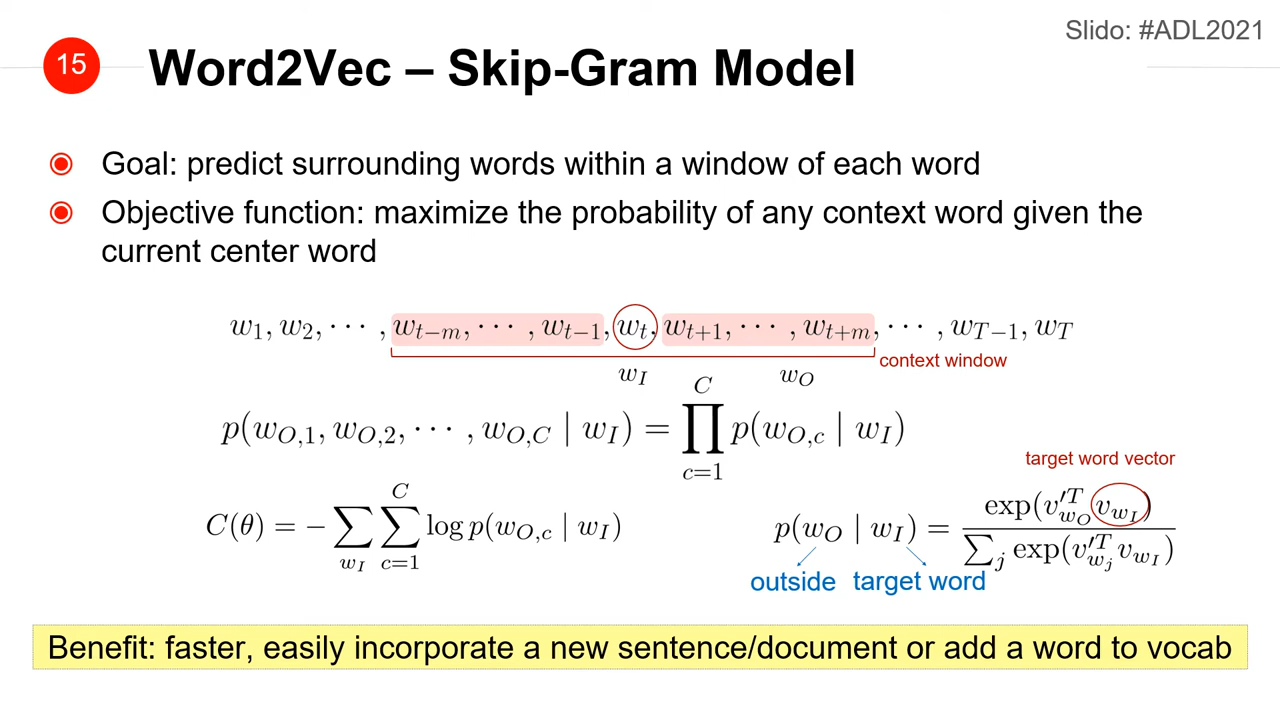 Slido: #ADL2021
15
Word2Vec – Skip-Gram Model
Goal: predict surrounding words within a window of each word
Objective function: maximize the probability of any context word given the
current center word
w_1, w_2, ⋯ , w_{t−m}, ⋯ , w_{t−1}, w_t, w_{t+1}, ⋯ , w_{t+m}, ⋯ , w_{T−1}, w_T
context window
w_I w_O
p(w_{O,1}, w_{O,2}, ⋯ , w_{O,C} | w_I) = ∏_{c=1}^{C} p(w_{O,c} | w_I)
target word vector
C(θ) = − ∑_{w_I} ∑_{c=1}^{C} log p(w_{O,c} | w_I)
p(w_O | w_I) = exp(v'^T_{w_O} v_{w_I}) / ∑_j exp(v'^T_{w_j} v_{w_I})
outside target word
Benefit: faster, easily incorporate a new sentence/document or add a word to vocab